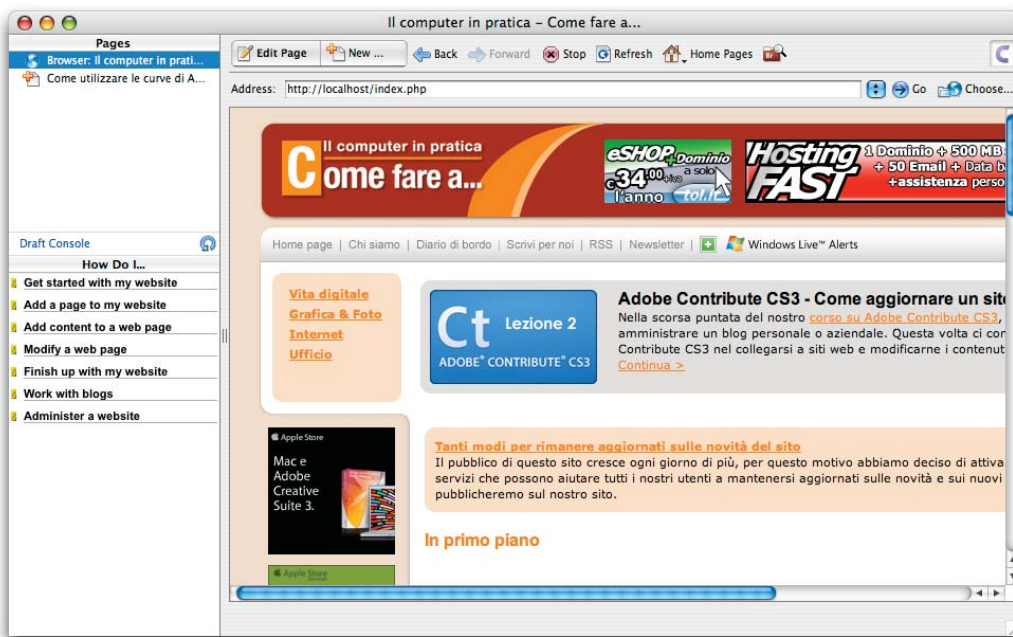 Il computer in pratica – Come fare a...
Pages
Browser: Il computer in prati...
Come utilizzare le curve di A...
Draft Console
How Do I...
Get started with my website
Add a page to my website
Add content to a web page
Modify a web page
Finish up with my website
Work with blogs
Administer a website
Edit Page New ... Back Forward Stop Refresh Home Pages
Address: http://localhost/index.php Go Choose...
Il computer in pratica
Come fare a...
eSHOP+Dominio
a solo
€34,00+iva
l'anno tol.it
Hosting
FAST
1 Dominio + 500 MB
+ 50 Email + Data b
+assistenza perso
Home page | Chi siamo | Diario di bordo | Scrivi per noi | RSS | Newsletter | Windows Live™ Alerts
Vita digitale
Grafica & Foto
Internet
Ufficio
Ct Lezione 2
ADOBE® CONTRIBUTE® CS3
Adobe Contribute CS3 - Come aggiornare un sit
Nella scorsa puntata del nostro corso su Adobe Contribute CS3,
amministrare un blog personale o aziendale. Questa volta ci con
Contribute CS3 nel collegarsi a siti web e modificarne i contenut
Continua >
Apple Store
Mac e
Adobe
Creative
Suite 3.
Apple Store
Tanti modi per rimanere aggiornati sulle novità del sito
Il pubblico di questo sito cresce ogni giorno di più, per questo motivo abbiamo deciso di attiva
servizi che possono aiutare tutti i nostri utenti a mantenersi aggiornati sulle novità e sui nuovi
pubblicheremo sul nostro sito.
In primo piano